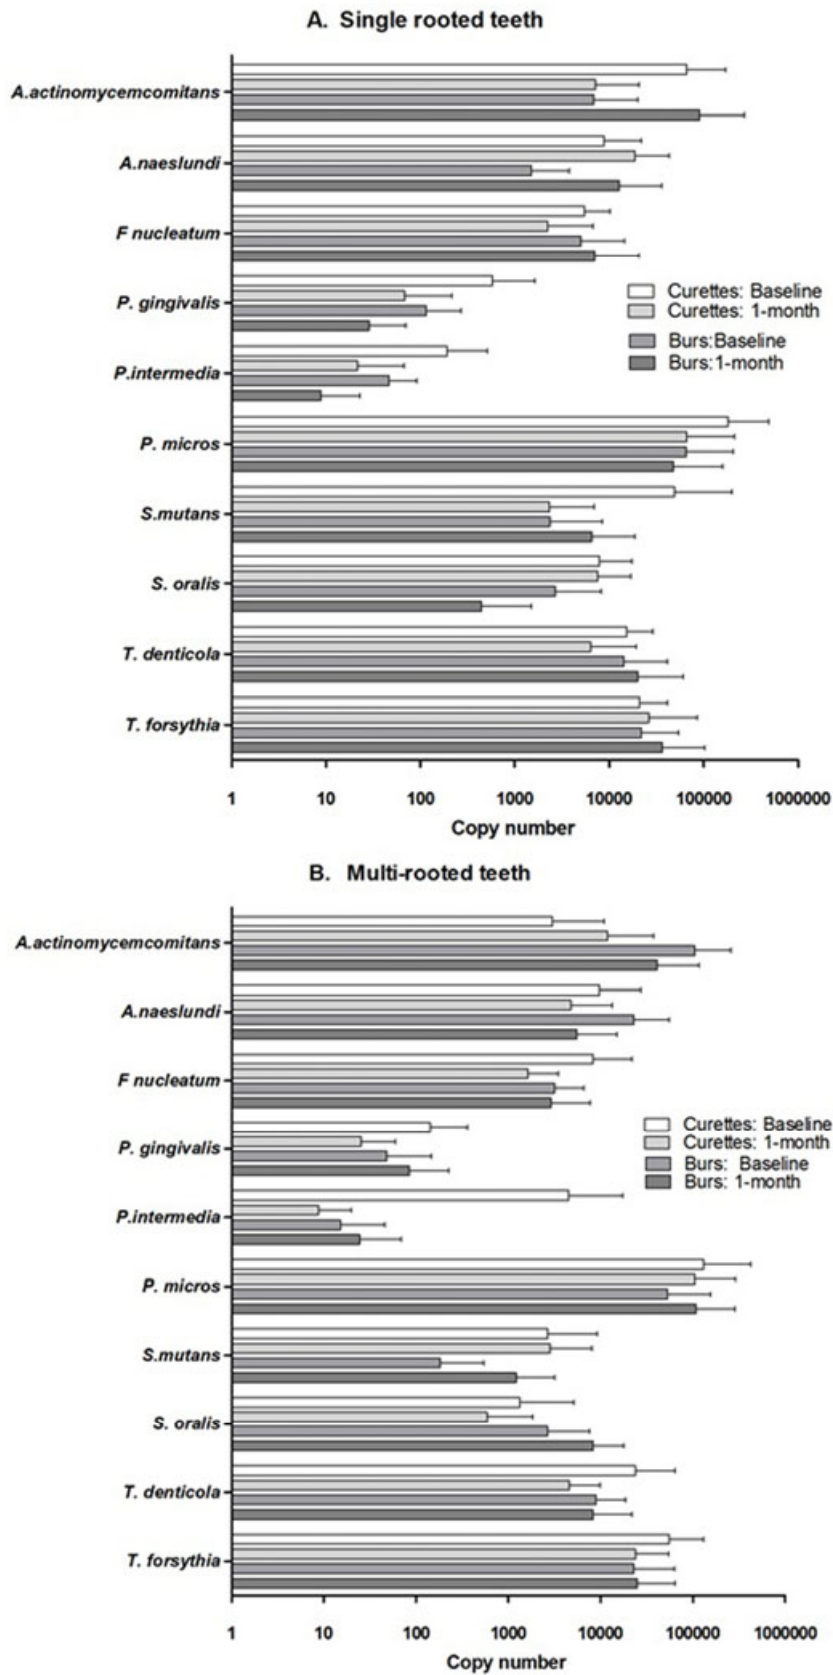 A. Single rooted teeth
A.actinomycemcomitans
A.naeslundi
F nucleatum
P. gingivalis
P.intermedia
P. micros
S.mutans
S. oralis
T. denticola
T. forsythia
Curettes: Baseline
Curettes: 1-month
Burs:Baseline
Burs:1-month
1 10 100 1000 10000 100000 1000000
Copy number
B. Multi-rooted teeth
A.actinomycemcomitans
A.naeslundi
F nucleatum
P. gingivalis
P.intermedia
P. micros
S.mutans
S. oralis
T. denticola
T. forsythia
Curettes: Baseline
Curettes: 1-month
Burs: Baseline
Burs: 1-month
1 10 100 1000 10000 100000 1000000
Copy number